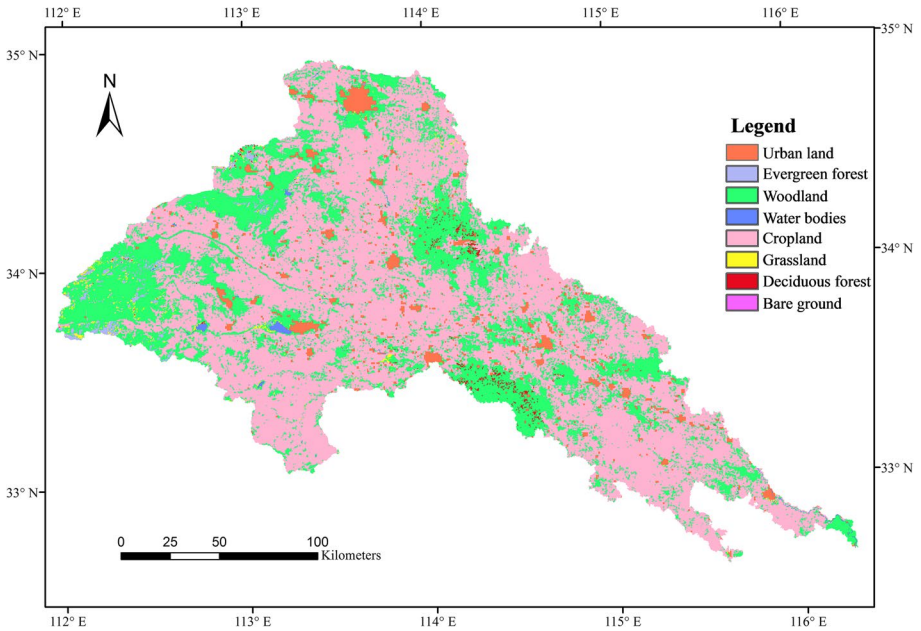 112° E 113° E 114° E 115° E 116° E
35° N 35° N
N
Legend
Urban land
Evergreen forest
Woodland
Water bodies
Cropland
Grassland
Deciduous forest
Bare ground
34° N 34° N
33° N 33° N
0 25 50 100
Kilometers
112° E 113° E 114° E 115° E 116° E